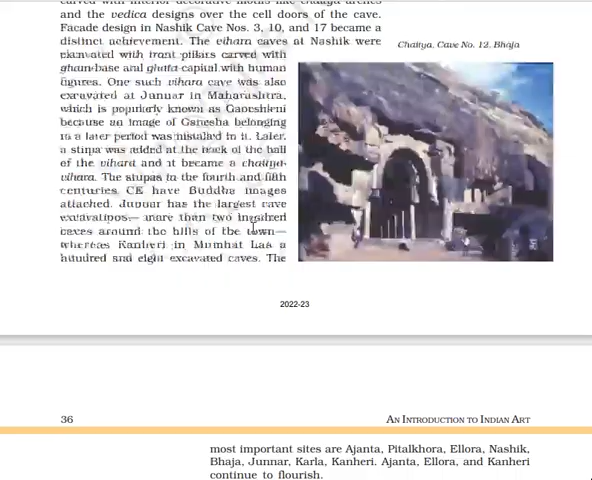 and the vedica designs over the cell doors of the cave.
Facade design in Nashik Cave Nos. 3, 10, and 17 became a
distinct achievement. The vihara caves at Nashik were
excavated with front pillars carved with
ghata-base and ghata-capital with human
figures. One such vihara cave was also
excavated at Junnar in Maharashtra,
which is popularly known as Ganeshleni
because an image of Ganesha belonging
to a later period was installed in it. Later,
a stupa was added at the back of the hall
of the vihara and it became a chaitya-
vihara. The stupas in the fourth and fifth
centuries CE have Buddha images
attached. Junnar has the largest cave
excavations— more than two hundred
caves around the hills of the town—
whereas Kanheri in Mumbai has a
hundred and eight excavated caves. The
Chaitya, Cave No. 12, Bhaja
2022-23
36
An Introduction to Indian Art
most important sites are Ajanta, Pitalkhora, Ellora, Nashik,
Bhaja, Junnar, Karla, Kanheri. Ajanta, Ellora, and Kanheri
continue to flourish.